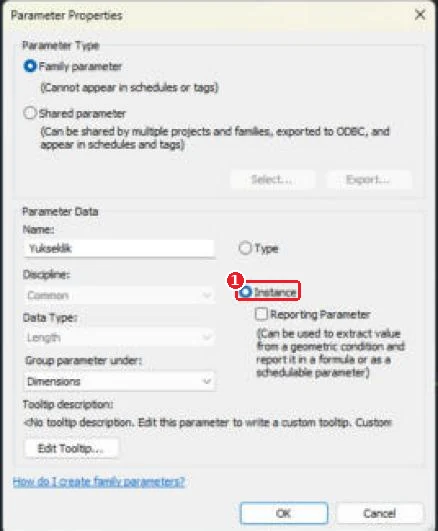 Parameter Properties
Parameter Type
Family parameter
(Cannot appear in schedules or tags)
Shared parameter
(Can be shared by multiple projects and families, exported to ODBC, and
appear in schedules and tags)
Select...
Export...
Parameter Data
Name:
Yukseklik
Type
Discipline:
Common
1
Instance
Data Type:
Length
Reporting Parameter
(Can be used to extract value
from a geometric condition and
report it in a formula or as a
schedulable parameter)
Group parameter under:
Dimensions
Tooltip description:
<No tooltip description. Edit this parameter to write a custom tooltip. Custom
Edit Tooltip...
How do I create family parameters?
OK
Cancel